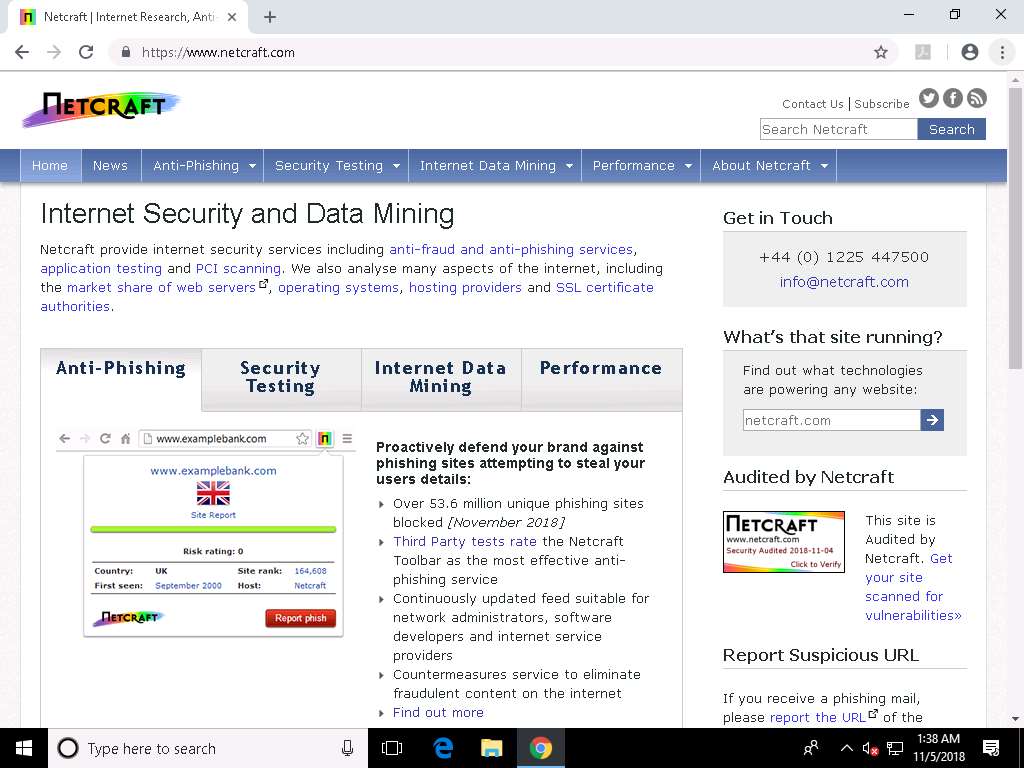 Netcraft | Internet Research, Anti-
https://www.netcraft.com
NETCRAFT
Contact Us | Subscribe
Search Netcraft
Search
Home
News
Anti-Phishing
Security Testing
Internet Data Mining
Performance
About Netcraft
Internet Security and Data Mining
Netcraft provide internet security services including anti-fraud and anti-phishing services,
application testing and PCI scanning. We also analyse many aspects of the internet, including
the market share of web servers, operating systems, hosting providers and SSL certificate
authorities.
Anti-Phishing
Security
Testing
Internet Data
Mining
Performance
www.examplebank.com
www.examplebank.com
Site Report
Risk rating: 0
Country: UK Site rank: 164,608
First seen: September 2000 Host: Netcraft
NETCRAFT
Report phish
Proactively defend your brand against
phishing sites attempting to steal your
users details:
Over 53.6 million unique phishing sites
blocked [November 2018]
Third Party tests rate the Netcraft
Toolbar as the most effective anti-
phishing service
Continuously updated feed suitable for
network administrators, software
developers and internet service
providers
Countermeasures service to eliminate
fraudulent content on the internet
Find out more
Get in Touch
+44 (0) 1225 447500
info@netcraft.com
What's that site running?
Find out what technologies
are powering any website:
netcraft.com
Audited by Netcraft
NETCRAFT
www.netcraft.com
Security Audited 2018-11-04
Click to Verify
This site is
Audited by
Netcraft. Get
your site
scanned for
vulnerabilities»
Report Suspicious URL
If you receive a phishing mail,
please report the URL of the
Type here to search
1:38 AM
11/5/2018